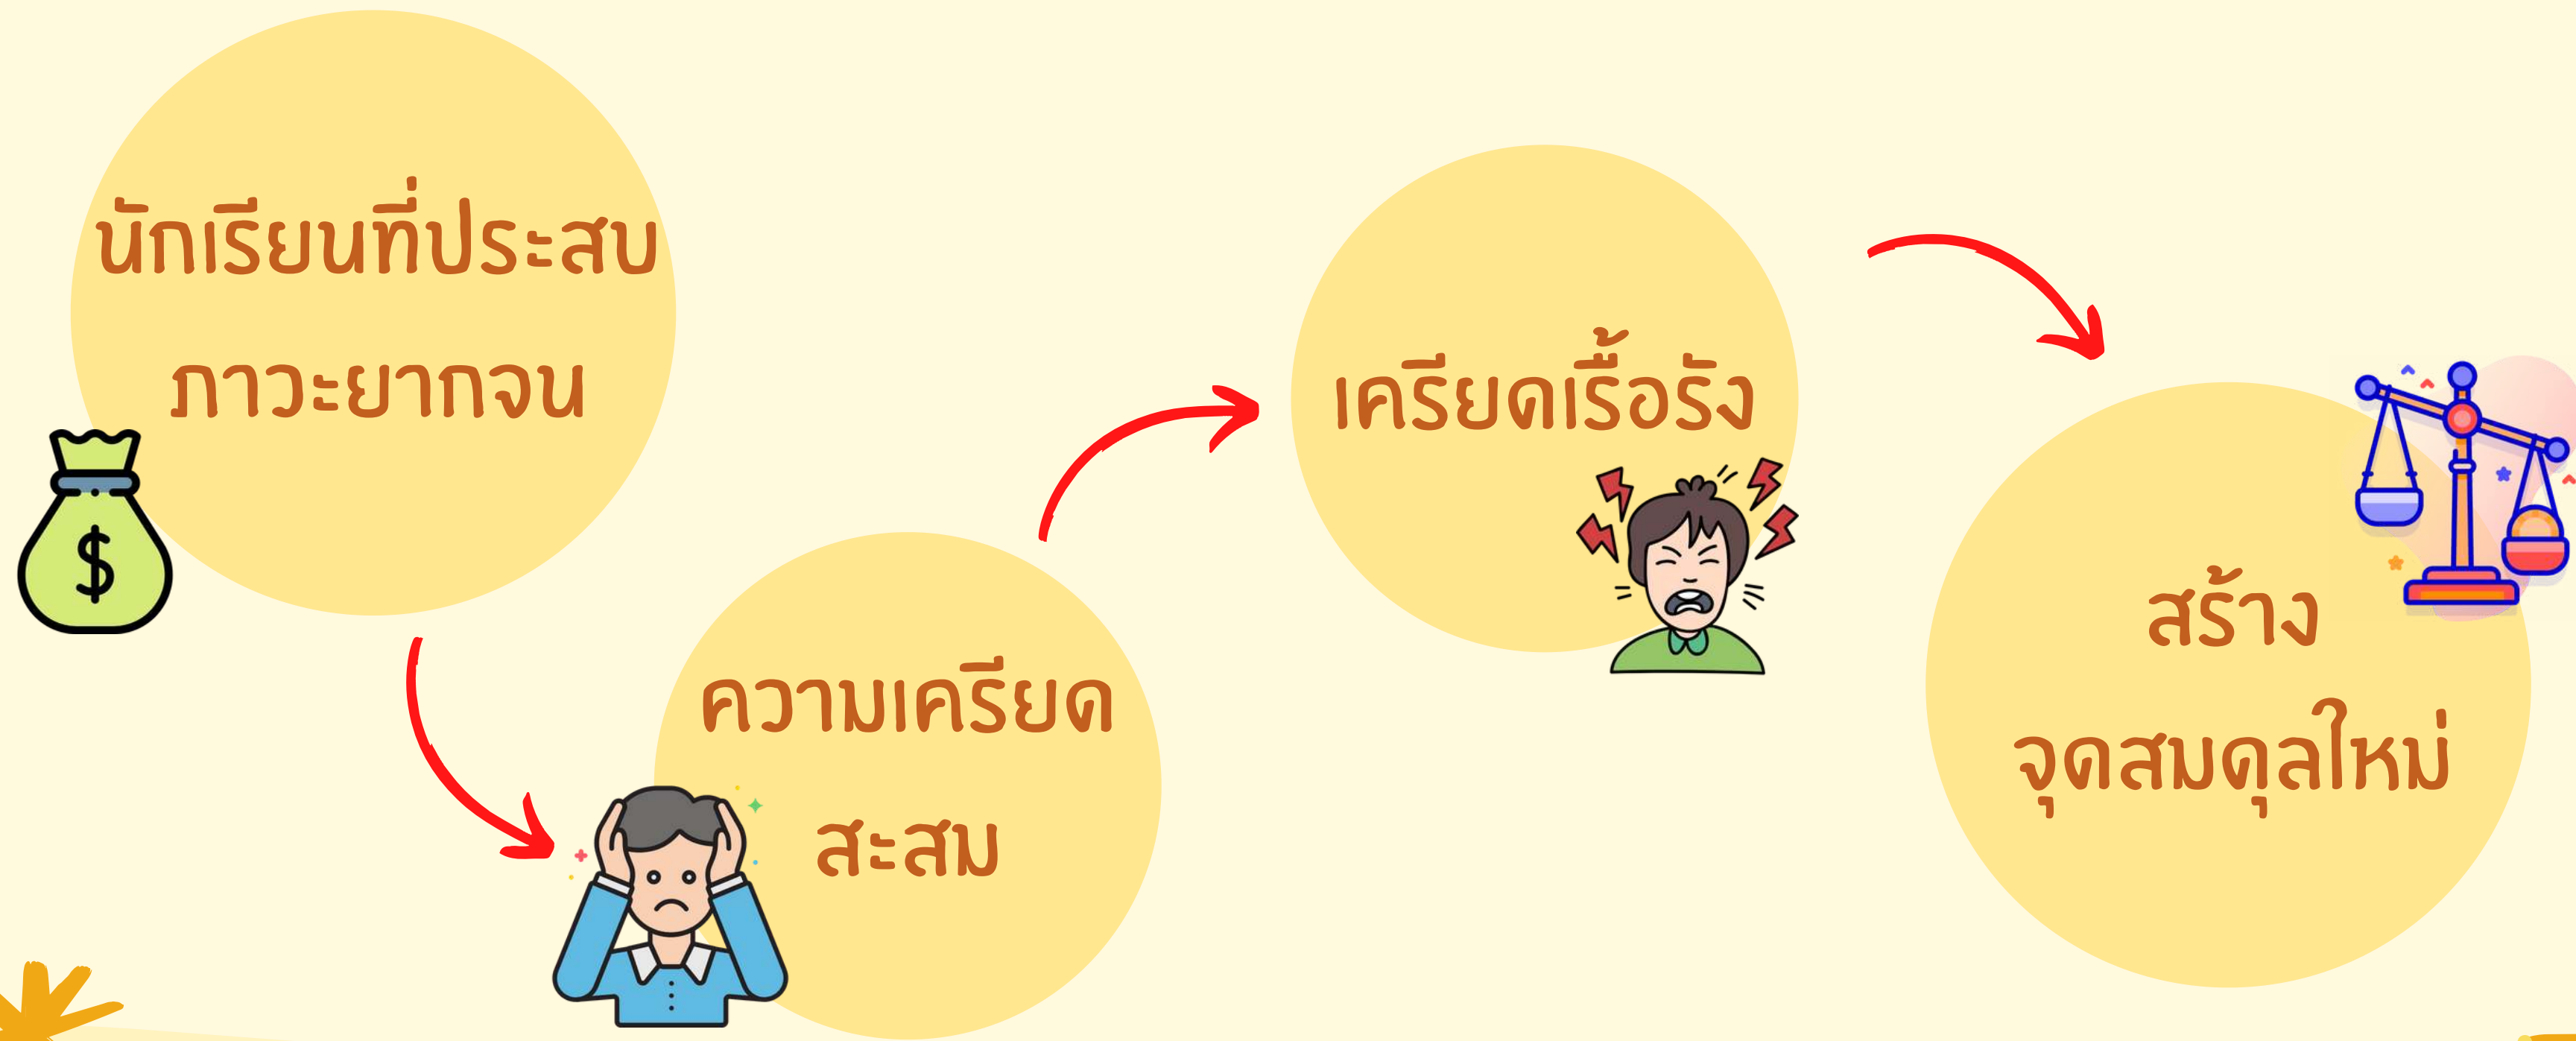 นักเรียนที่ประสบ
ภาวะยากจน
$
ความเครียด
สะสม
เครียดเรื้อรัง
สร้าง
จุดสมดุลใหม่